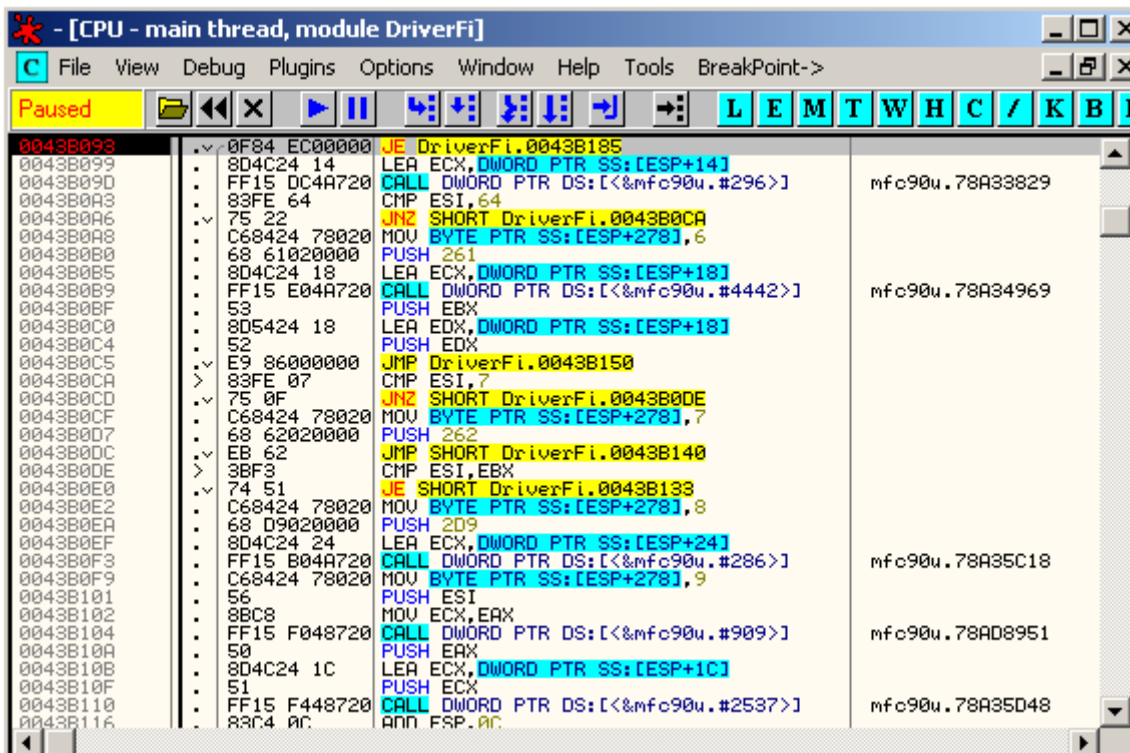 - [CPU - main thread, module DriverFi]
C File View Debug Plugins Options Window Help Tools BreakPoint->
Paused L E M T W H C / K B
0043B093 .v 0F84 EC00000 JE DriverFi.0043B185
0043B099 . 8D4C24 14 LEA ECX,DWORD PTR SS:[ESP+14]
0043B09D . FF15 DC4A720 CALL DWORD PTR DS:[<&mfc90u.#296>] mfc90u.78A33829
0043B0A3 . 83FE 64 CMP ESI,64
0043B0A6 .v 75 22 JNZ SHORT DriverFi.0043B0CA
0043B0A8 . C68424 78020 MOV BYTE PTR SS:[ESP+278],6
0043B0B0 . 68 61020000 PUSH 261
0043B0B5 . 8D4C24 18 LEA ECX,DWORD PTR SS:[ESP+18]
0043B0B9 . FF15 E04A720 CALL DWORD PTR DS:[<&mfc90u.#4442>] mfc90u.78A34969
0043B0BF . 53 PUSH EBX
0043B0C0 . 8D5424 18 LEA EDX,DWORD PTR SS:[ESP+18]
0043B0C4 . 52 PUSH EDX
0043B0C5 .v E9 86000000 JMP DriverFi.0043B150
0043B0CA > 83FE 07 CMP ESI,7
0043B0CD .v 75 0F JNZ SHORT DriverFi.0043B0DE
0043B0CF . C68424 78020 MOV BYTE PTR SS:[ESP+278],7
0043B0D7 . 68 62020000 PUSH 262
0043B0DC .v EB 62 JMP SHORT DriverFi.0043B140
0043B0DE > 3BF3 CMP ESI,EBX
0043B0E0 .v 74 51 JE SHORT DriverFi.0043B133
0043B0E2 . C68424 78020 MOV BYTE PTR SS:[ESP+278],8
0043B0EA . 68 D9020000 PUSH 2D9
0043B0EF . 8D4C24 24 LEA ECX,DWORD PTR SS:[ESP+24]
0043B0F3 . FF15 B04A720 CALL DWORD PTR DS:[<&mfc90u.#286>] mfc90u.78A35C18
0043B0F9 . C68424 78020 MOV BYTE PTR SS:[ESP+278],9
0043B101 . 56 PUSH ESI
0043B102 . 8BC8 MOV ECX,EAX
0043B104 . FF15 F048720 CALL DWORD PTR DS:[<&mfc90u.#909>] mfc90u.78AD8951
0043B10A . 50 PUSH EAX
0043B10B . 8D4C24 1C LEA ECX,DWORD PTR SS:[ESP+1C]
0043B10F . 51 PUSH ECX
0043B110 . FF15 F448720 CALL DWORD PTR DS:[<&mfc90u.#2537>] mfc90u.78A35D48
0043B116 . 83C4 0C ADD ESP,0C